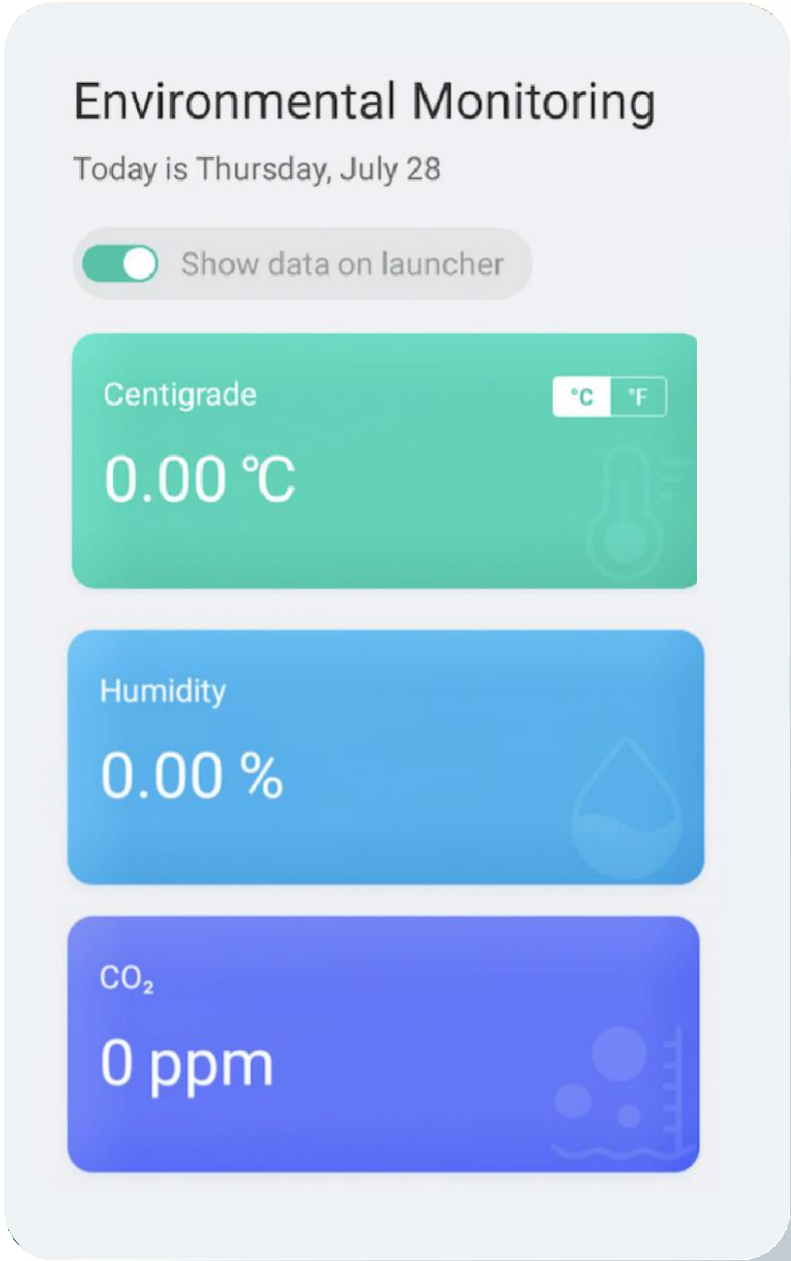 Environmental Monitoring
Today is Thursday, July 28
Show data on launcher
Centigrade
°C °F
0.00 ℃
Humidity
0.00 %
CO₂
0 ppm